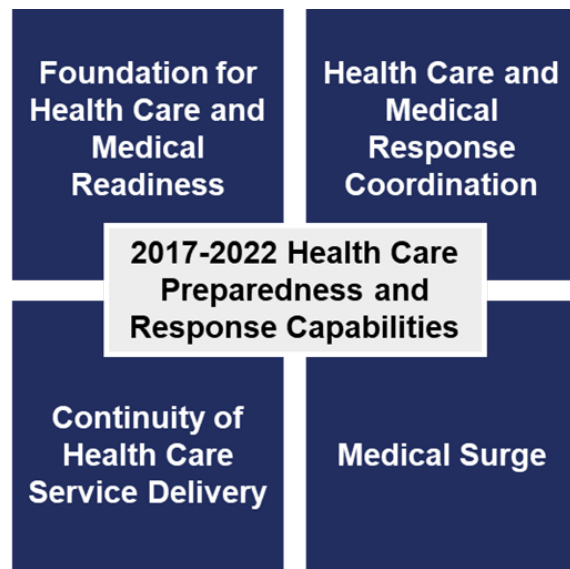 Foundation for
Health Care and
Medical
Readiness
Health Care and
Medical
Response
Coordination
2017-2022 Health Care
Preparedness and
Response Capabilities
Continuity of
Health Care
Service Delivery
Medical Surge